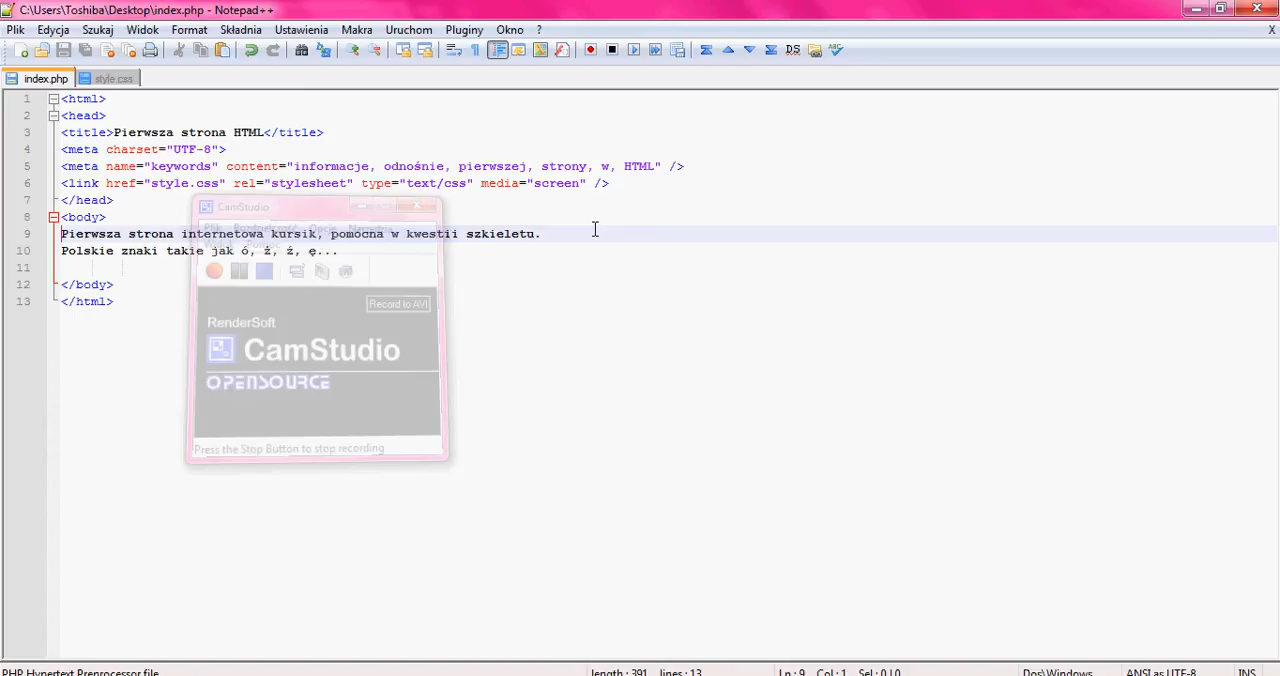 C:\Users\Toshiba\Desktop\index.php - Notepad++
Plik Edycja Szukaj Widok Format Składnia Ustawienia Makra Uruchom Pluginy Okno ? X
index.php style.css
1 <html>
2 <head>
3 <title>Pierwsza strona HTML</title>
4 <meta charset="UTF-8">
5 <meta name="keywords" content="informacje, odnośnie, pierwszej, strony, w, HTML" />
6 <link href="style.css" rel="stylesheet" type="text/css" media="screen" />
7 </head>
8 <body>
9 Pierwsza strona internetowa kursik, pomocna w kwestii szkieletu.
10 Polskie znaki takie jak ó, ż, ź, ę...
11
12 </body>
13 </html>
CamStudio
Record to AVI
RenderSoft
CamStudio
OPENSOURCE
Press the Stop Button to stop recording
PHP Hypertext Preprocessor file length : 391 lines : 13 Ln : 9 Col : 1 Sel : 0 | 0 Dos\Windows ANSI as UTF-8 INS